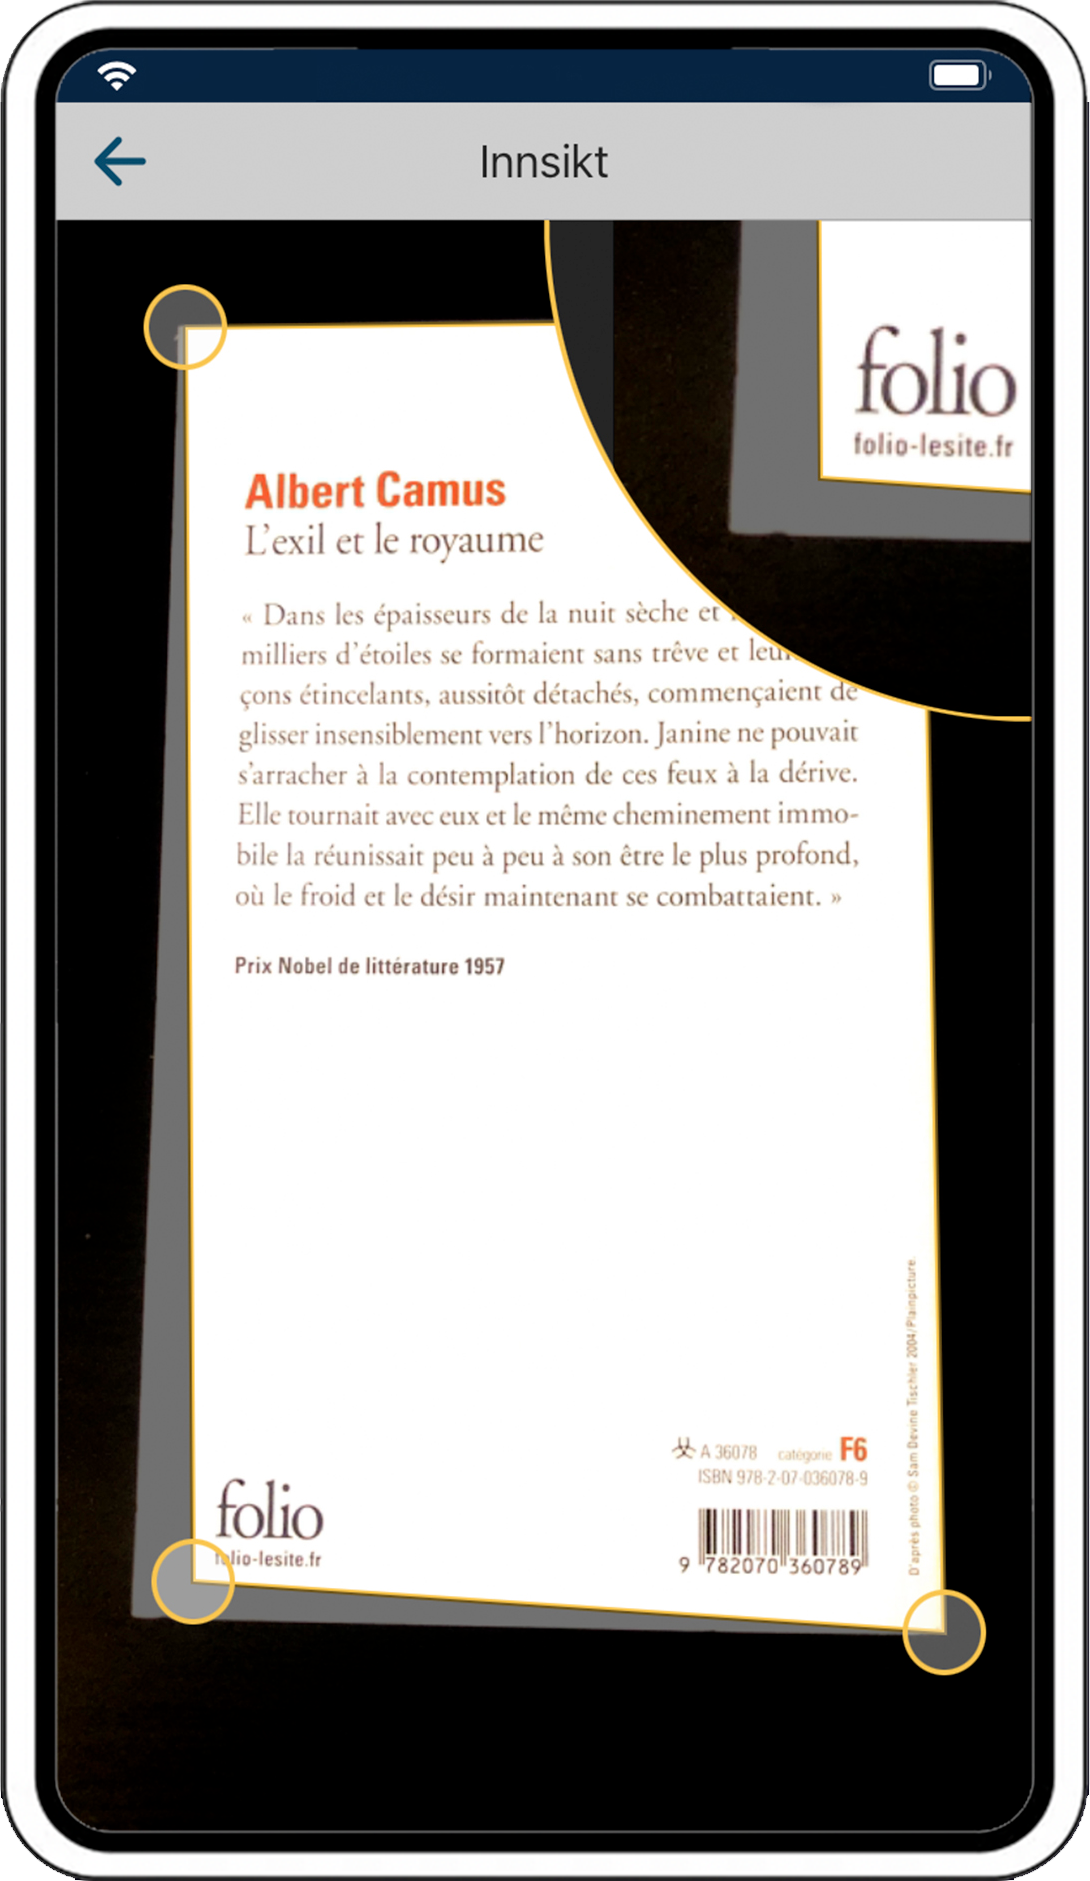 Innsikt
folio
folio-lesite.fr
Albert Camus
L'exil et le royaume
« Dans les épaisseurs de la nuit sèche et
milliers d'étoiles se formaient sans trêve et leurs
çons étincelants, aussitôt détachés, commençaient de
glisser insensiblement vers l'horizon. Janine ne pouvait
s'arracher à la contemplation de ces feux à la dérive.
Elle tournait avec eux et le même cheminement immo-
bile la réunissait peu à peu à son être le plus profond,
où le froid et le désir maintenant se combattaient. »
Prix Nobel de littérature 1957
D'après photo © Sam Devine Tischler 2004/Plainpicture.
A 36078 catégorie F6
ISBN 978-2-07-036078-9
9 782070 360789
folio
folio-lesite.fr